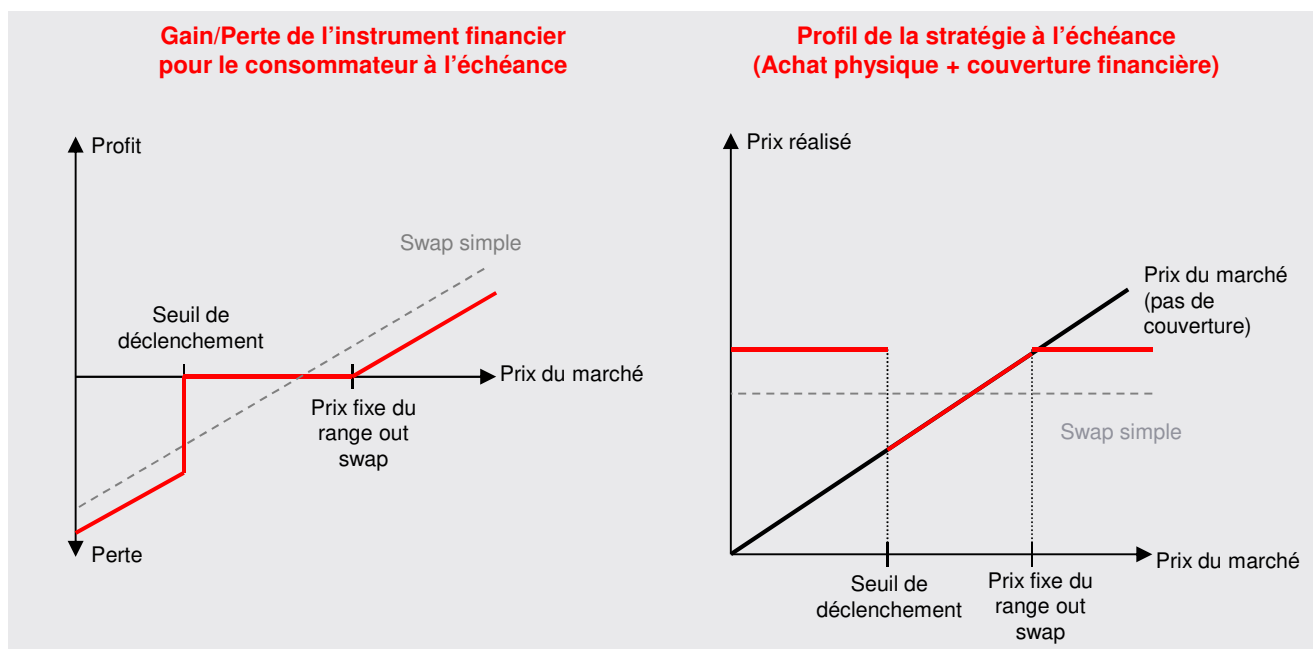 Gain/Perte de l’instrument financier
pour le consommateur à l’échéance
Profit
Swap simple
Seuil de
déclenchement
Prix du marché
Prix fixe du
range out
swap
Perte
Profil de la stratégie à l’échéance
(Achat physique + couverture financière)
Prix réalisé
Prix du marché
(pas de
couverture)
Swap simple
Prix du marché
Seuil de
déclenchement
Prix fixe du
range out
swap